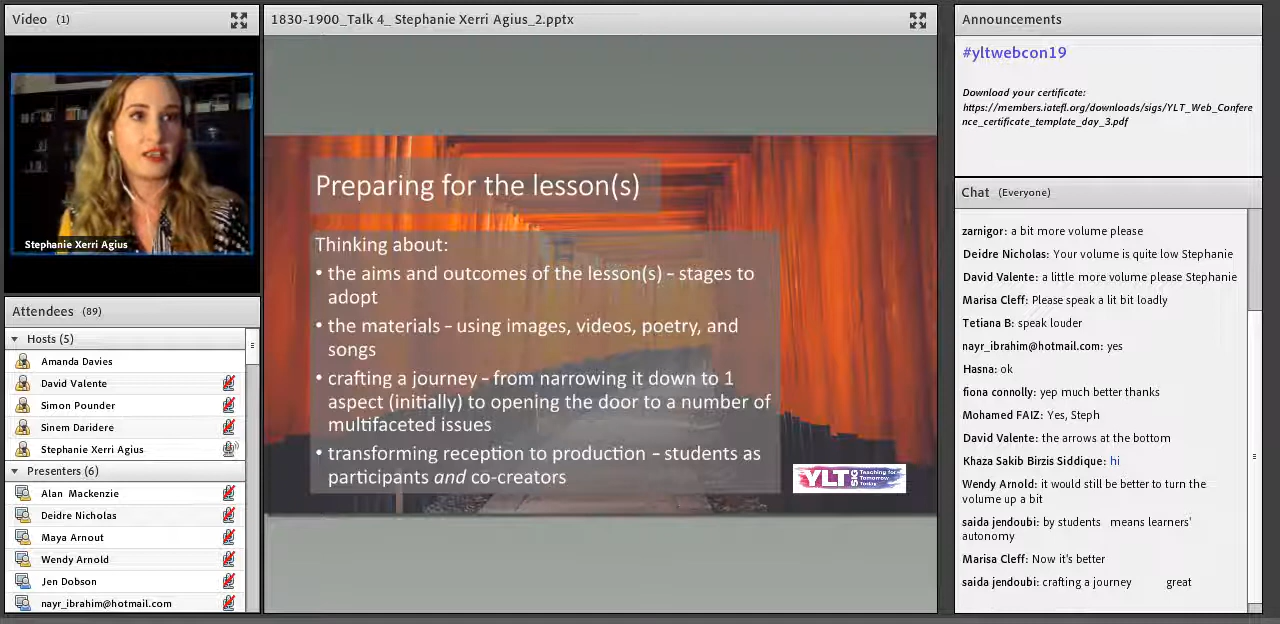 Video (1)
Stephanie Xerri Agius
Attendees (89)
Hosts (5)
Amanda Davies
David Valente
Simon Pounder
Sinem Daridere
Stephanie Xerri Agius
Presenters (6)
Alan Mackenzie
Deidre Nicholas
Maya Arnout
Wendy Arnold
Jen Dobson
nayr_ibrahim@hotmail.com
1830-1900_Talk 4_ Stephanie Xerri Agius_2.pptx
Preparing for the lesson(s)
Thinking about:
• the aims and outcomes of the lesson(s) – stages to
adopt
• the materials – using images, videos, poetry, and
songs
• crafting a journey – from narrowing it down to 1
aspect (initially) to opening the door to a number of
multifaceted issues
• transforming reception to production – students as
participants and co-creators
YLT SIG
Teaching for
Tomorrow
Today
Announcements
#yltwebcon19
Download your certificate:
https://members.iatefl.org/downloads/sigs/YLT_Web_Confere
nce_certificate_template_day_3.pdf
Chat (Everyone)
zarnigor: a bit more volume please
Deidre Nicholas: Your volume is quite low Stephanie
David Valente: a little more volume please Stephanie
Marisa Cleff: Please speak a lit bit loadly
Tetiana B: speak louder
nayr_ibrahim@hotmail.com: yes
Hasna: ok
fiona connolly: yep much better thanks
Mohamed FAIZ: Yes, Steph
David Valente: the arrows at the bottom
Khaza Sakib Birzis Siddique: hi
Wendy Arnold: it would still be better to turn the
volume up a bit
saida jendoubi: by students means learners'
autonomy
Marisa Cleff: Now it's better
saida jendoubi: crafting a journey great